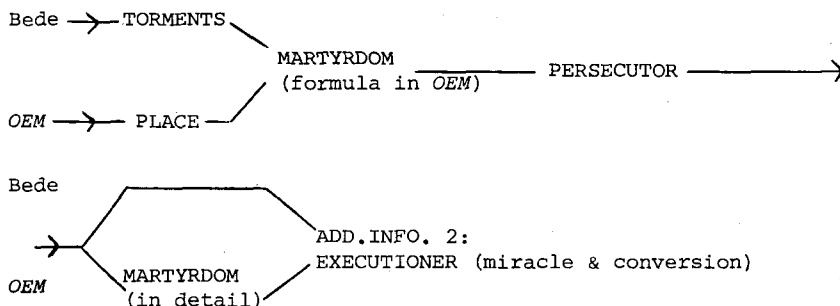 Bede TORMENTS
MARTYRDOM
(formula in OEM) PERSECUTOR
OEM PLACE
Bede
ADD.INFO. 2:
MARTYRDOM EXECUTIONER (miracle & conversion)
OEM (in detail)